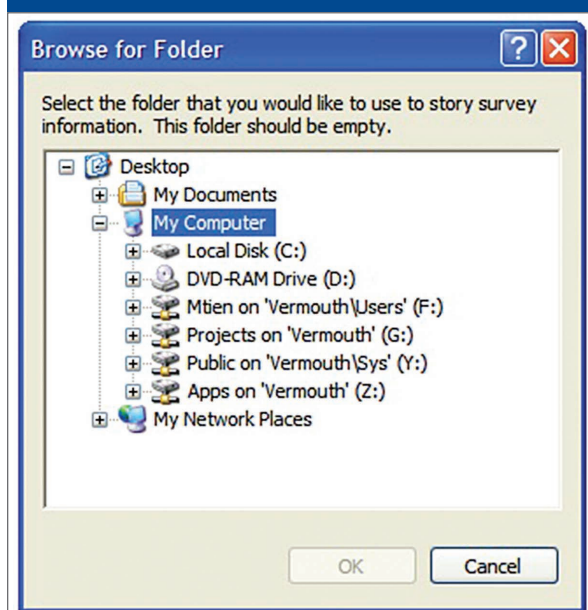 Browse for Folder
Select the folder that you would like to use to story survey
information.  This folder should be empty.
Desktop
My Documents
My Computer
Local Disk (C:)
DVD-RAM Drive (D:)
Mtien on 'Vermouth\Users' (F:)
Projects on 'Vermouth' (G:)
Public on 'Vermouth\Sys' (Y:)
Apps on 'Vermouth' (Z:)
My Network Places
OK Cancel